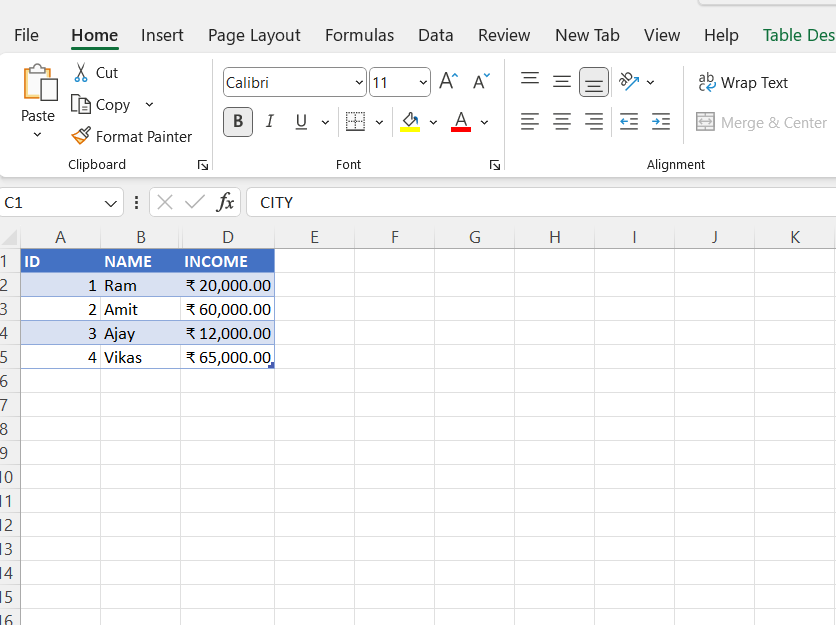 File Home Insert Page Layout Formulas Data Review New Tab View Help Table Des
Paste
Cut
Copy
Format Painter
Clipboard
Calibri 11 A A
B I U A
Font
ab
Wrap Text
Merge & Center
Alignment
C1 fx CITY
A B D E F G H I J K
1 ID NAME INCOME
2 1 Ram ₹ 20,000.00
3 2 Amit ₹ 60,000.00
4 3 Ajay ₹ 12,000.00
5 4 Vikas ₹ 65,000.00
6
7
8
9
10
11
12
13
14
15
16